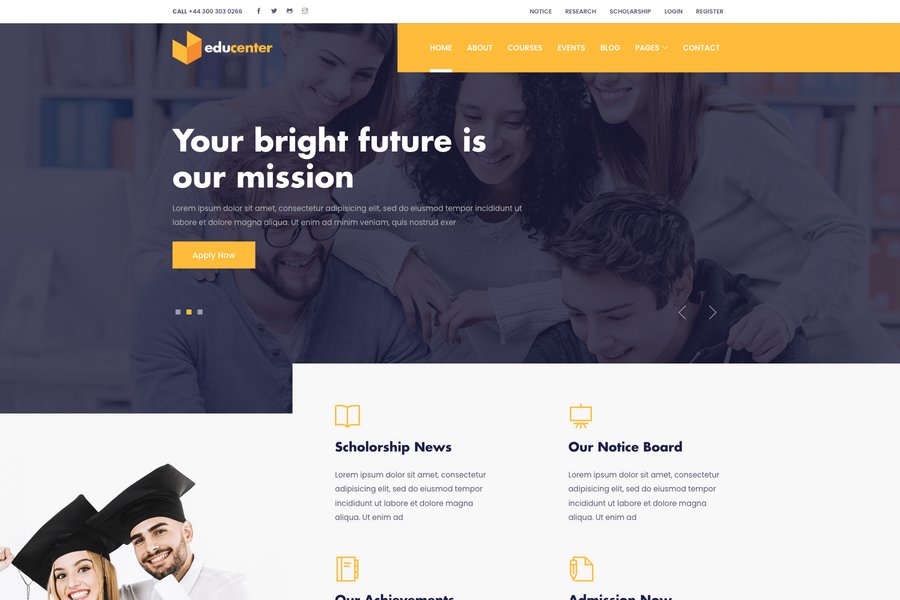 CALL +44 300 303 0266
NOTICE RESEARCH SCHOLARSHIP LOGIN REGISTER
educenter
HOME ABOUT COURSES EVENTS BLOG PAGES CONTACT
Your bright future is
our mission
Lorem ipsum dolor sit amet, consectetur adipisicing elit, sed do eiusmod tempor incididunt ut
labore et dolore magna aliqua. Ut enim ad minim veniam, quis nostrud exer
Apply Now
Scholorship News
Lorem ipsum dolor sit amet, consectetur
adipisicing elit, sed do eiusmod tempor
incididunt ut labore et dolore magna
aliqua. Ut enim ad
Our Notice Board
Lorem ipsum dolor sit amet, consectetur
adipisicing elit, sed do eiusmod tempor
incididunt ut labore et dolore magna
aliqua. Ut enim ad
Our Achievements
Admission Now